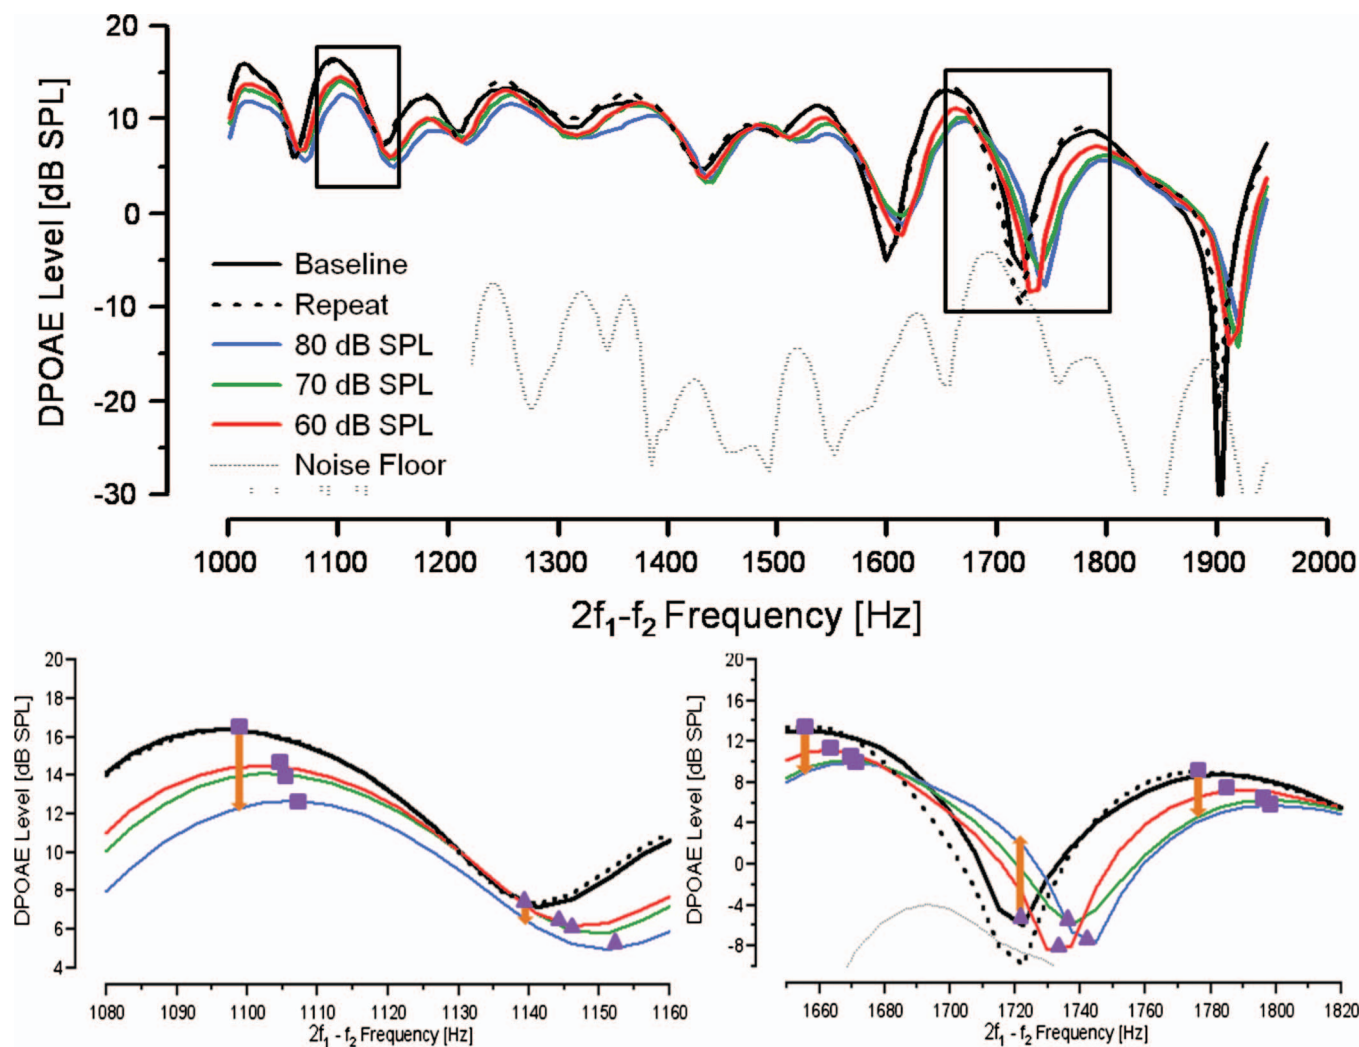 20
10
0
-10
-20
-30
DPOAE Level [dB SPL]
Baseline
Repeat
80 dB SPL
70 dB SPL
60 dB SPL
Noise Floor
1000 1100 1200 1300 1400 1500 1600 1700 1800 1900 2000
2f1-f2 Frequency [Hz]
20
18
16
14
12
10
8
6
4
DPOAE Level [dB SPL]
1080 1090 1100 1110 1120 1130 1140 1150 1160
2f1 - f2 Frequency [Hz]
20
16
12
8
4
0
-4
-8
DPOAE Level [dB SPL]
1660 1680 1700 1720 1740 1760 1780 1800 1820
2f1 - f2 Frequency [Hz]